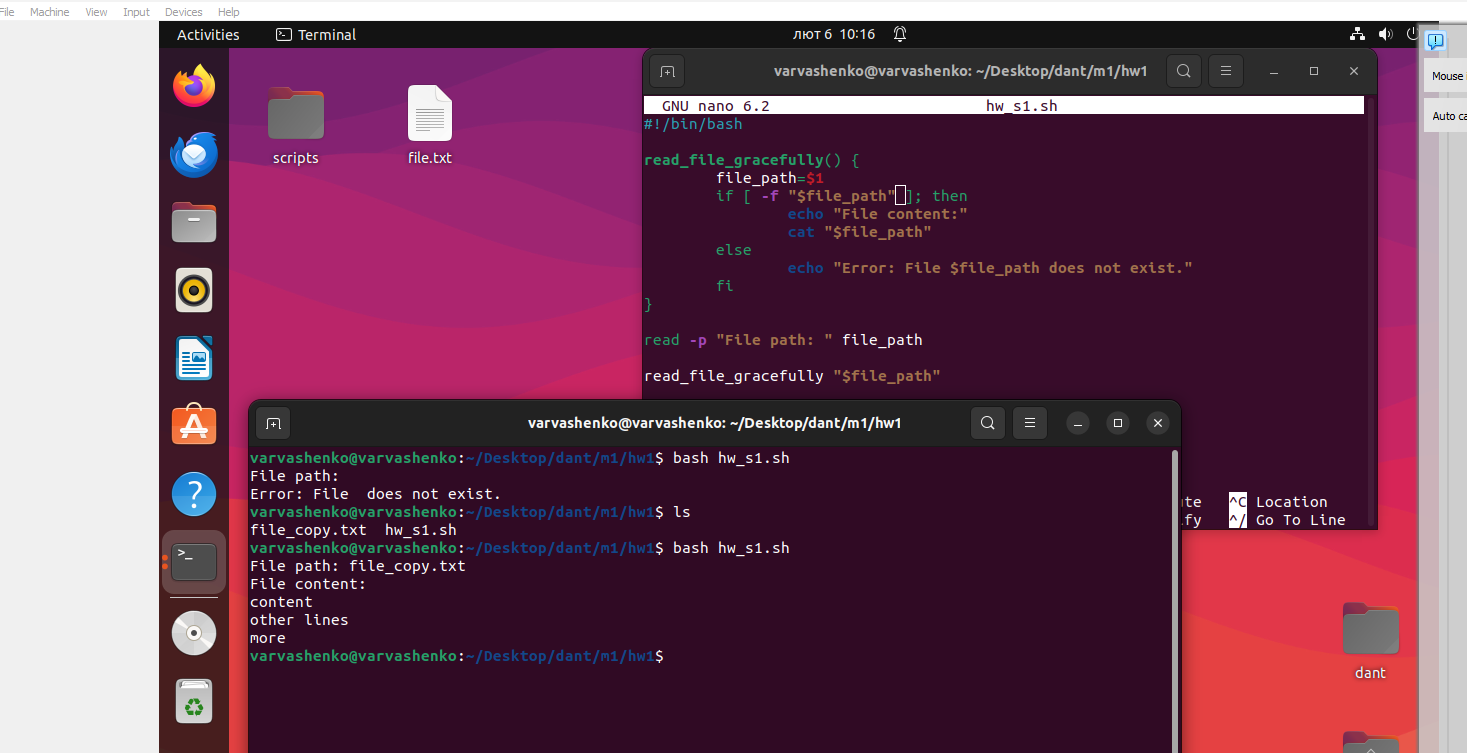 File Machine View Input Devices Help
Activities Terminal лют 6 10:16
Mouse
Auto ca
scripts
file.txt
varvashenko@varvashenko: ~/Desktop/dant/m1/hw1
GNU nano 6.2 hw_s1.sh
#!/bin/bash
read_file_gracefully() {
file_path=$1
if [ -f "$file_path" ]; then
echo "File content:"
cat "$file_path"
else
echo "Error: File $file_path does not exist."
fi
}
read -p "File path: " file_path
read_file_gracefully "$file_path"
^C Location
^/ Go To Line
varvashenko@varvashenko: ~/Desktop/dant/m1/hw1
varvashenko@varvashenko:~/Desktop/dant/m1/hw1$ bash hw_s1.sh
File path:
Error: File  does not exist.
varvashenko@varvashenko:~/Desktop/dant/m1/hw1$ ls
file_copy.txt  hw_s1.sh
varvashenko@varvashenko:~/Desktop/dant/m1/hw1$ bash hw_s1.sh
File path: file_copy.txt
File content:
content
other lines
more
varvashenko@varvashenko:~/Desktop/dant/m1/hw1$
dant